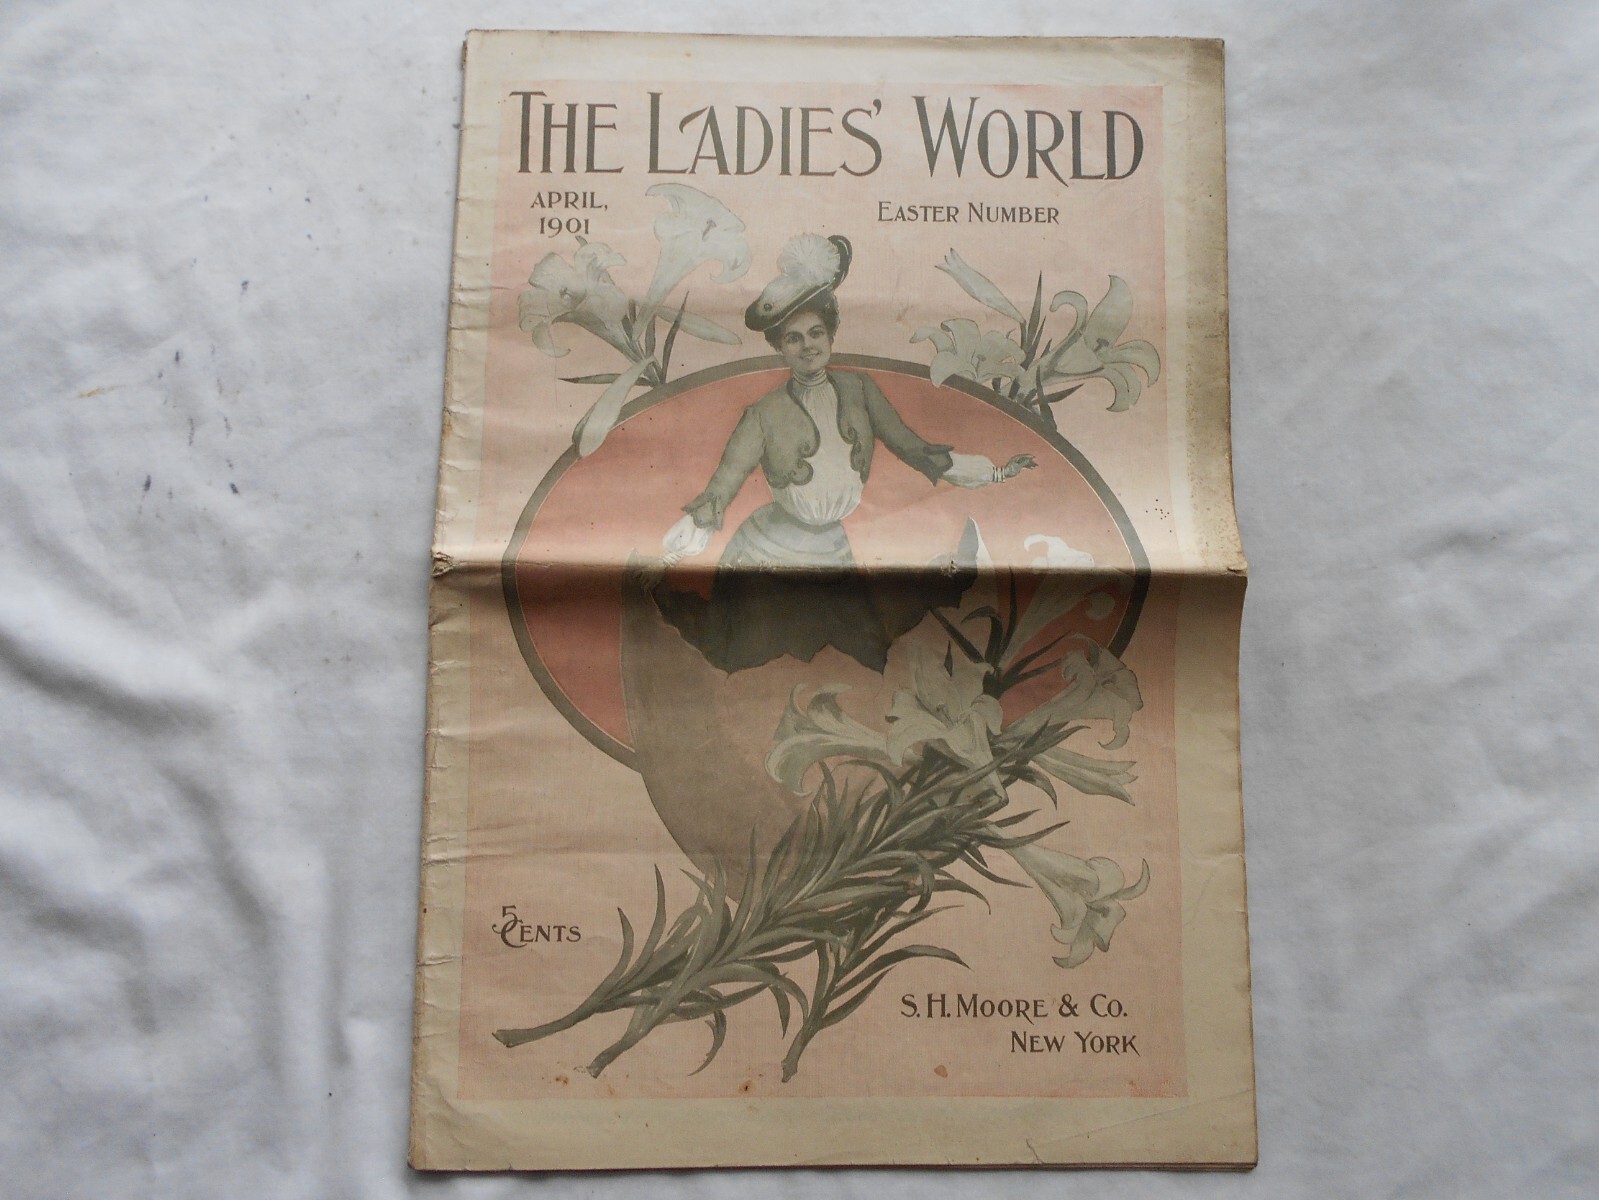 THE LADIES' WORLD
APRIL,
1901
EASTER NUMBER
5 CENTS
S. H. MOORE & CO.
NEW YORK